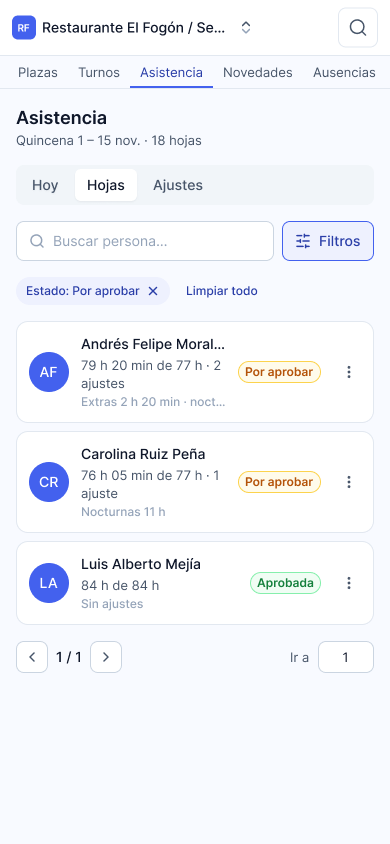 RF Restaurante El Fogón / Se...
Plazas Turnos Asistencia Novedades Ausencias
Asistencia
Quincena 1 – 15 nov. · 18 hojas
Hoy Hojas Ajustes
Buscar persona...
Filtros
Estado: Por aprobar
Limpiar todo
AF
Andrés Felipe Moral...
79 h 20 min de 77 h · 2
ajustes
Extras 2 h 20 min · noct...
Por aprobar
CR
Carolina Ruiz Peña
76 h 05 min de 77 h · 1
ajuste
Nocturnas 11 h
Por aprobar
LA
Luis Alberto Mejía
84 h de 84 h
Sin ajustes
Aprobada
1 / 1
Ir a 1